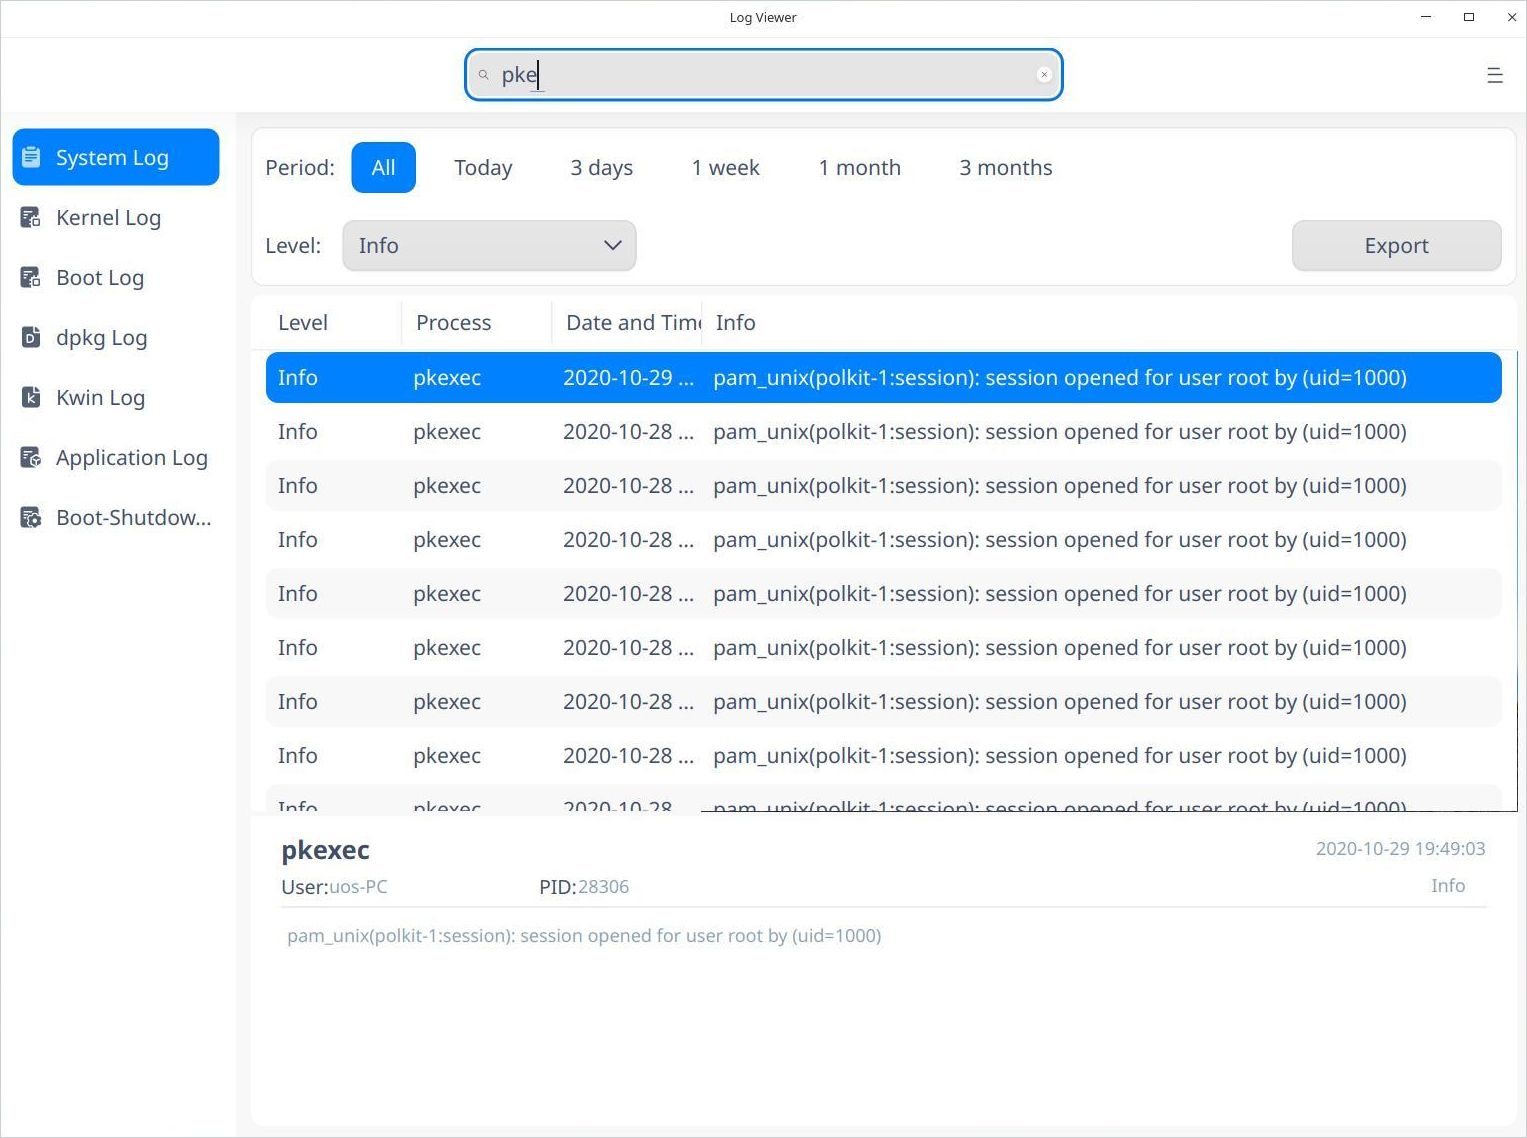 Log Viewer
pke
System Log
Kernel Log
Boot Log
dpkg Log
Kwin Log
Application Log
Boot-Shutdow...
Period: All Today 3 days 1 week 1 month 3 months
Level: Info Export
Level Process Date and Time Info
Info pkexec 2020-10-29 ... pam_unix(polkit-1:session): session opened for user root by (uid=1000)
Info pkexec 2020-10-28 ... pam_unix(polkit-1:session): session opened for user root by (uid=1000)
Info pkexec 2020-10-28 ... pam_unix(polkit-1:session): session opened for user root by (uid=1000)
Info pkexec 2020-10-28 ... pam_unix(polkit-1:session): session opened for user root by (uid=1000)
Info pkexec 2020-10-28 ... pam_unix(polkit-1:session): session opened for user root by (uid=1000)
Info pkexec 2020-10-28 ... pam_unix(polkit-1:session): session opened for user root by (uid=1000)
Info pkexec 2020-10-28 ... pam_unix(polkit-1:session): session opened for user root by (uid=1000)
Info pkexec 2020-10-28 ... pam_unix(polkit-1:session): session opened for user root by (uid=1000)
Info pkexec 2020-10-28 pam_unix(polkit-1:session): session opened for user root by (uid=1000)
pkexec 2020-10-29 19:49:03
User:uos-PC PID:28306 Info
pam_unix(polkit-1:session): session opened for user root by (uid=1000)